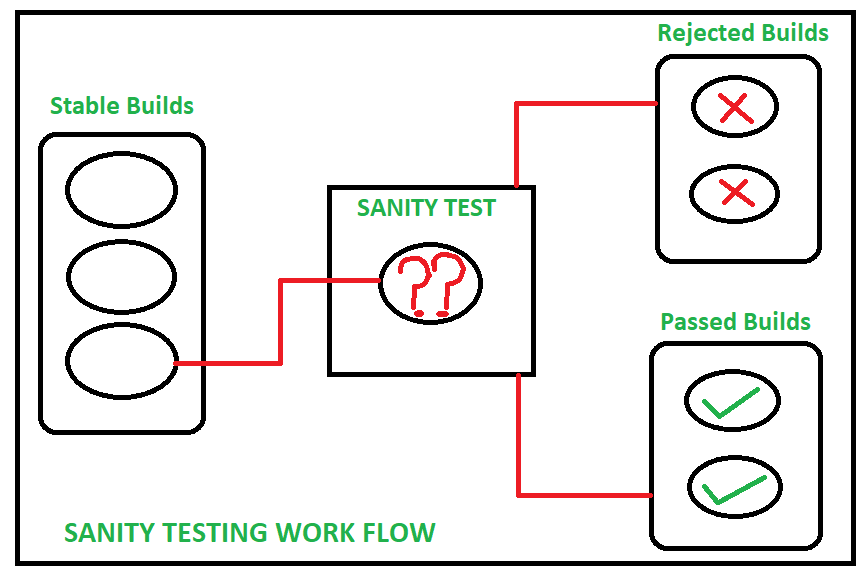 Rejected Builds
Stable Builds
SANITY TEST
??
Passed Builds
SANITY TESTING WORK FLOW